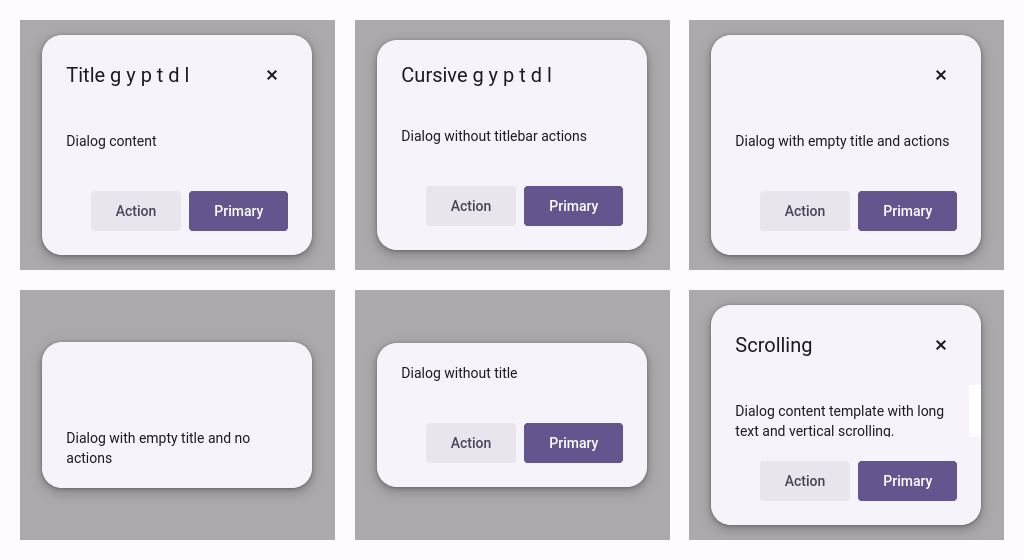 Title g y p t d l
Dialog content
Action Primary
Cursive g y p t d l
Dialog without titlebar actions
Action Primary
Dialog with empty title and actions
Action Primary
Dialog with empty title and no
actions
Dialog without title
Action Primary
Scrolling
Dialog content template with long
text and vertical scrolling.
Action Primary